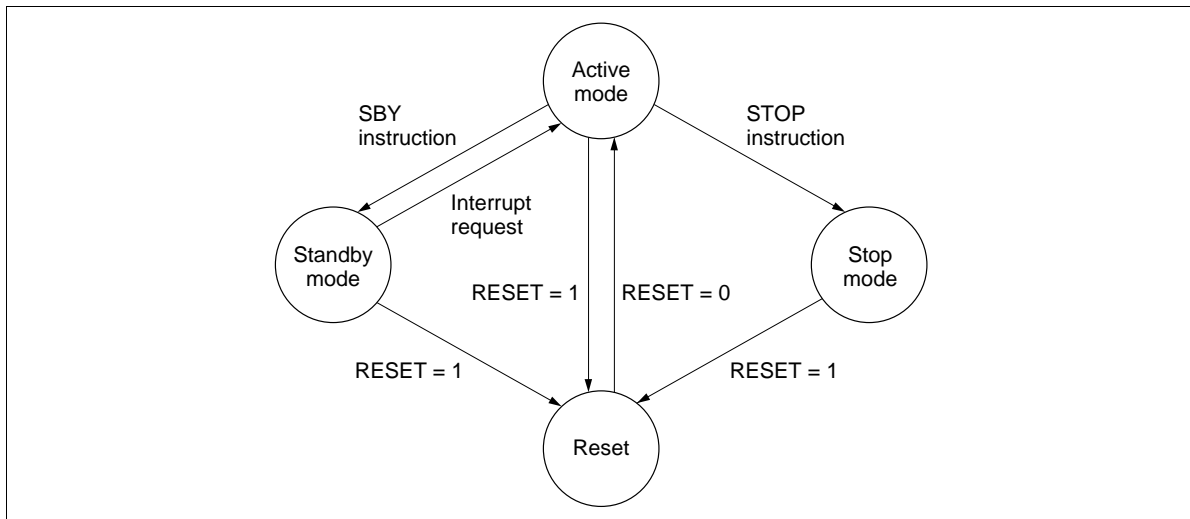 Active
mode
SBY
instruction
STOP
instruction
Interrupt
request
Standby
mode
Stop
mode
RESET = 1
RESET = 0
RESET = 1
RESET = 1
Reset